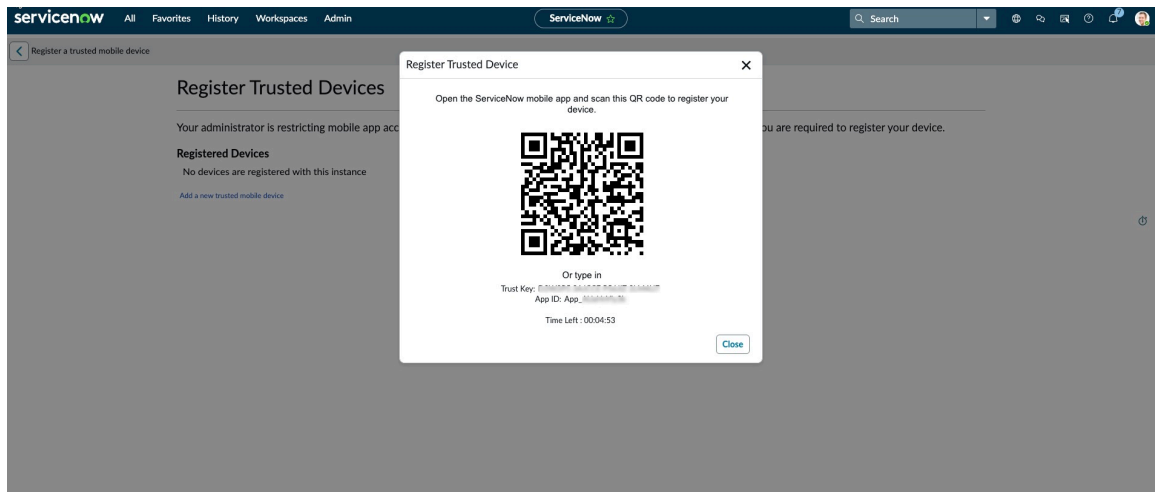 servicenow All Favorites History Workspaces Admin ServiceNow Search
7
Register a trusted mobile device
Register Trusted Devices
Your administrator is restricting mobile app acc
ou are required to register your device.
Registered Devices
No devices are registered with this instance
Add a new trusted mobile device
Register Trusted Device
Open the ServiceNow mobile app and scan this QR code to register your
device.
Or type in
Trust Key:
App ID: App_
Time Left : 00:04:53
Close